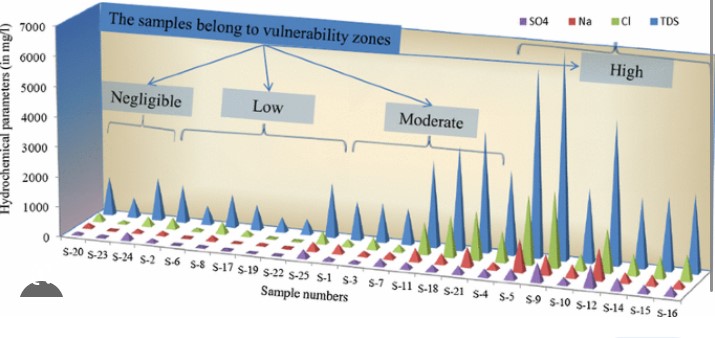 The samples belong to vulnerability zones
SO4 Na Cl TDS
High
Negligible
Low
Moderate
Hydrochemical parameters (in mg/l)
7000
6000
5000
4000
3000
2000
1000
0
S-20 S-23 S-24 S-2 S-6 S-8 S-17 S-19 S-22 S-25 S-1 S-3 S-7 S-11 S-18 S-21 S-4 S-5 S-9 S-10 S-12 S-14 S-15 S-16
Sample numbers